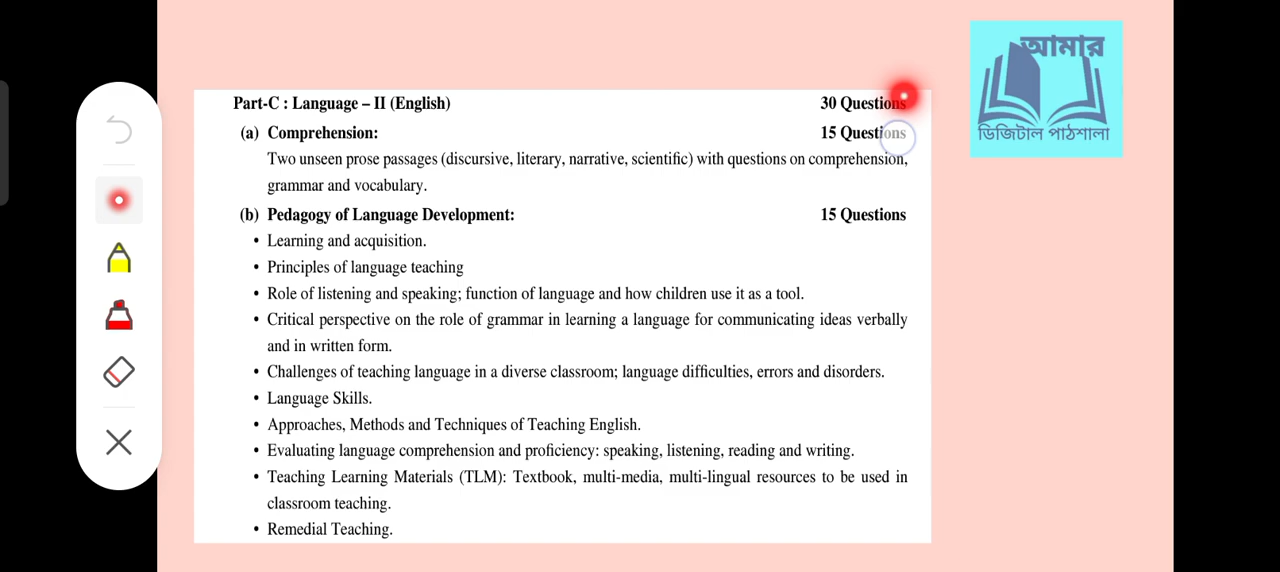 আমার
ডিজিটাল পাঠশালা
Part-C : Language – II (English) 30 Questions
(a) Comprehension: 15 Questions
Two unseen prose passages (discursive, literary, narrative, scientific) with questions on comprehension,
grammar and vocabulary.
(b) Pedagogy of Language Development: 15 Questions
• Learning and acquisition.
• Principles of language teaching
• Role of listening and speaking; function of language and how children use it as a tool.
• Critical perspective on the role of grammar in learning a language for communicating ideas verbally
and in written form.
• Challenges of teaching language in a diverse classroom; language difficulties, errors and disorders.
• Language Skills.
• Approaches, Methods and Techniques of Teaching English.
• Evaluating language comprehension and proficiency: speaking, listening, reading and writing.
• Teaching Learning Materials (TLM): Textbook, multi-media, multi-lingual resources to be used in
classroom teaching.
• Remedial Teaching.